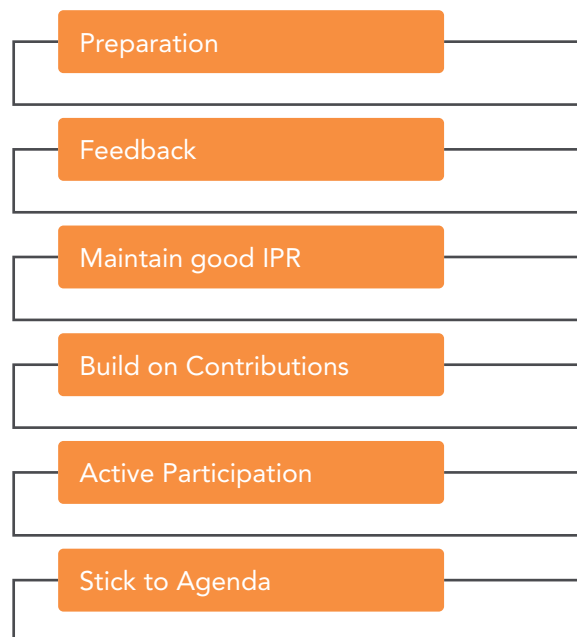 Preparation
Feedback
Maintain good IPR
Build on Contributions
Active Participation
Stick to Agenda